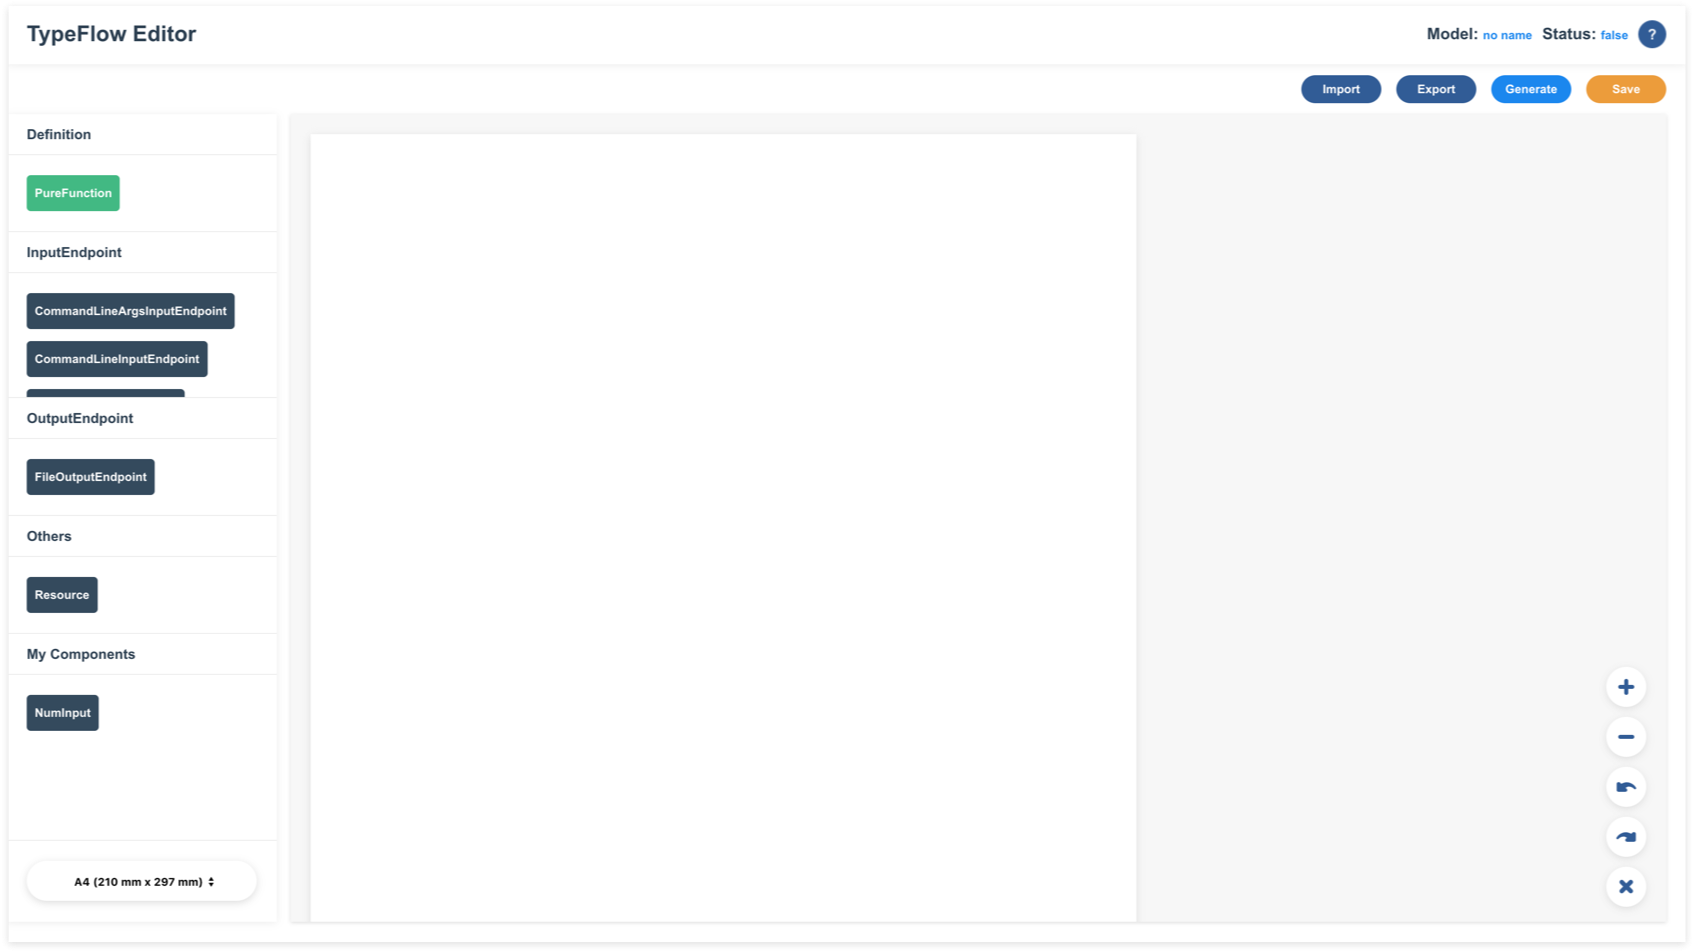 TypeFlow Editor
Model: no name Status: false ?
Import Export Generate Save
Definition
PureFunction
InputEndpoint
CommandLineArgsInputEndpoint
CommandLineInputEndpoint
OutputEndpoint
FileOutputEndpoint
Others
Resource
My Components
NumInput
A4 (210 mm x 297 mm)